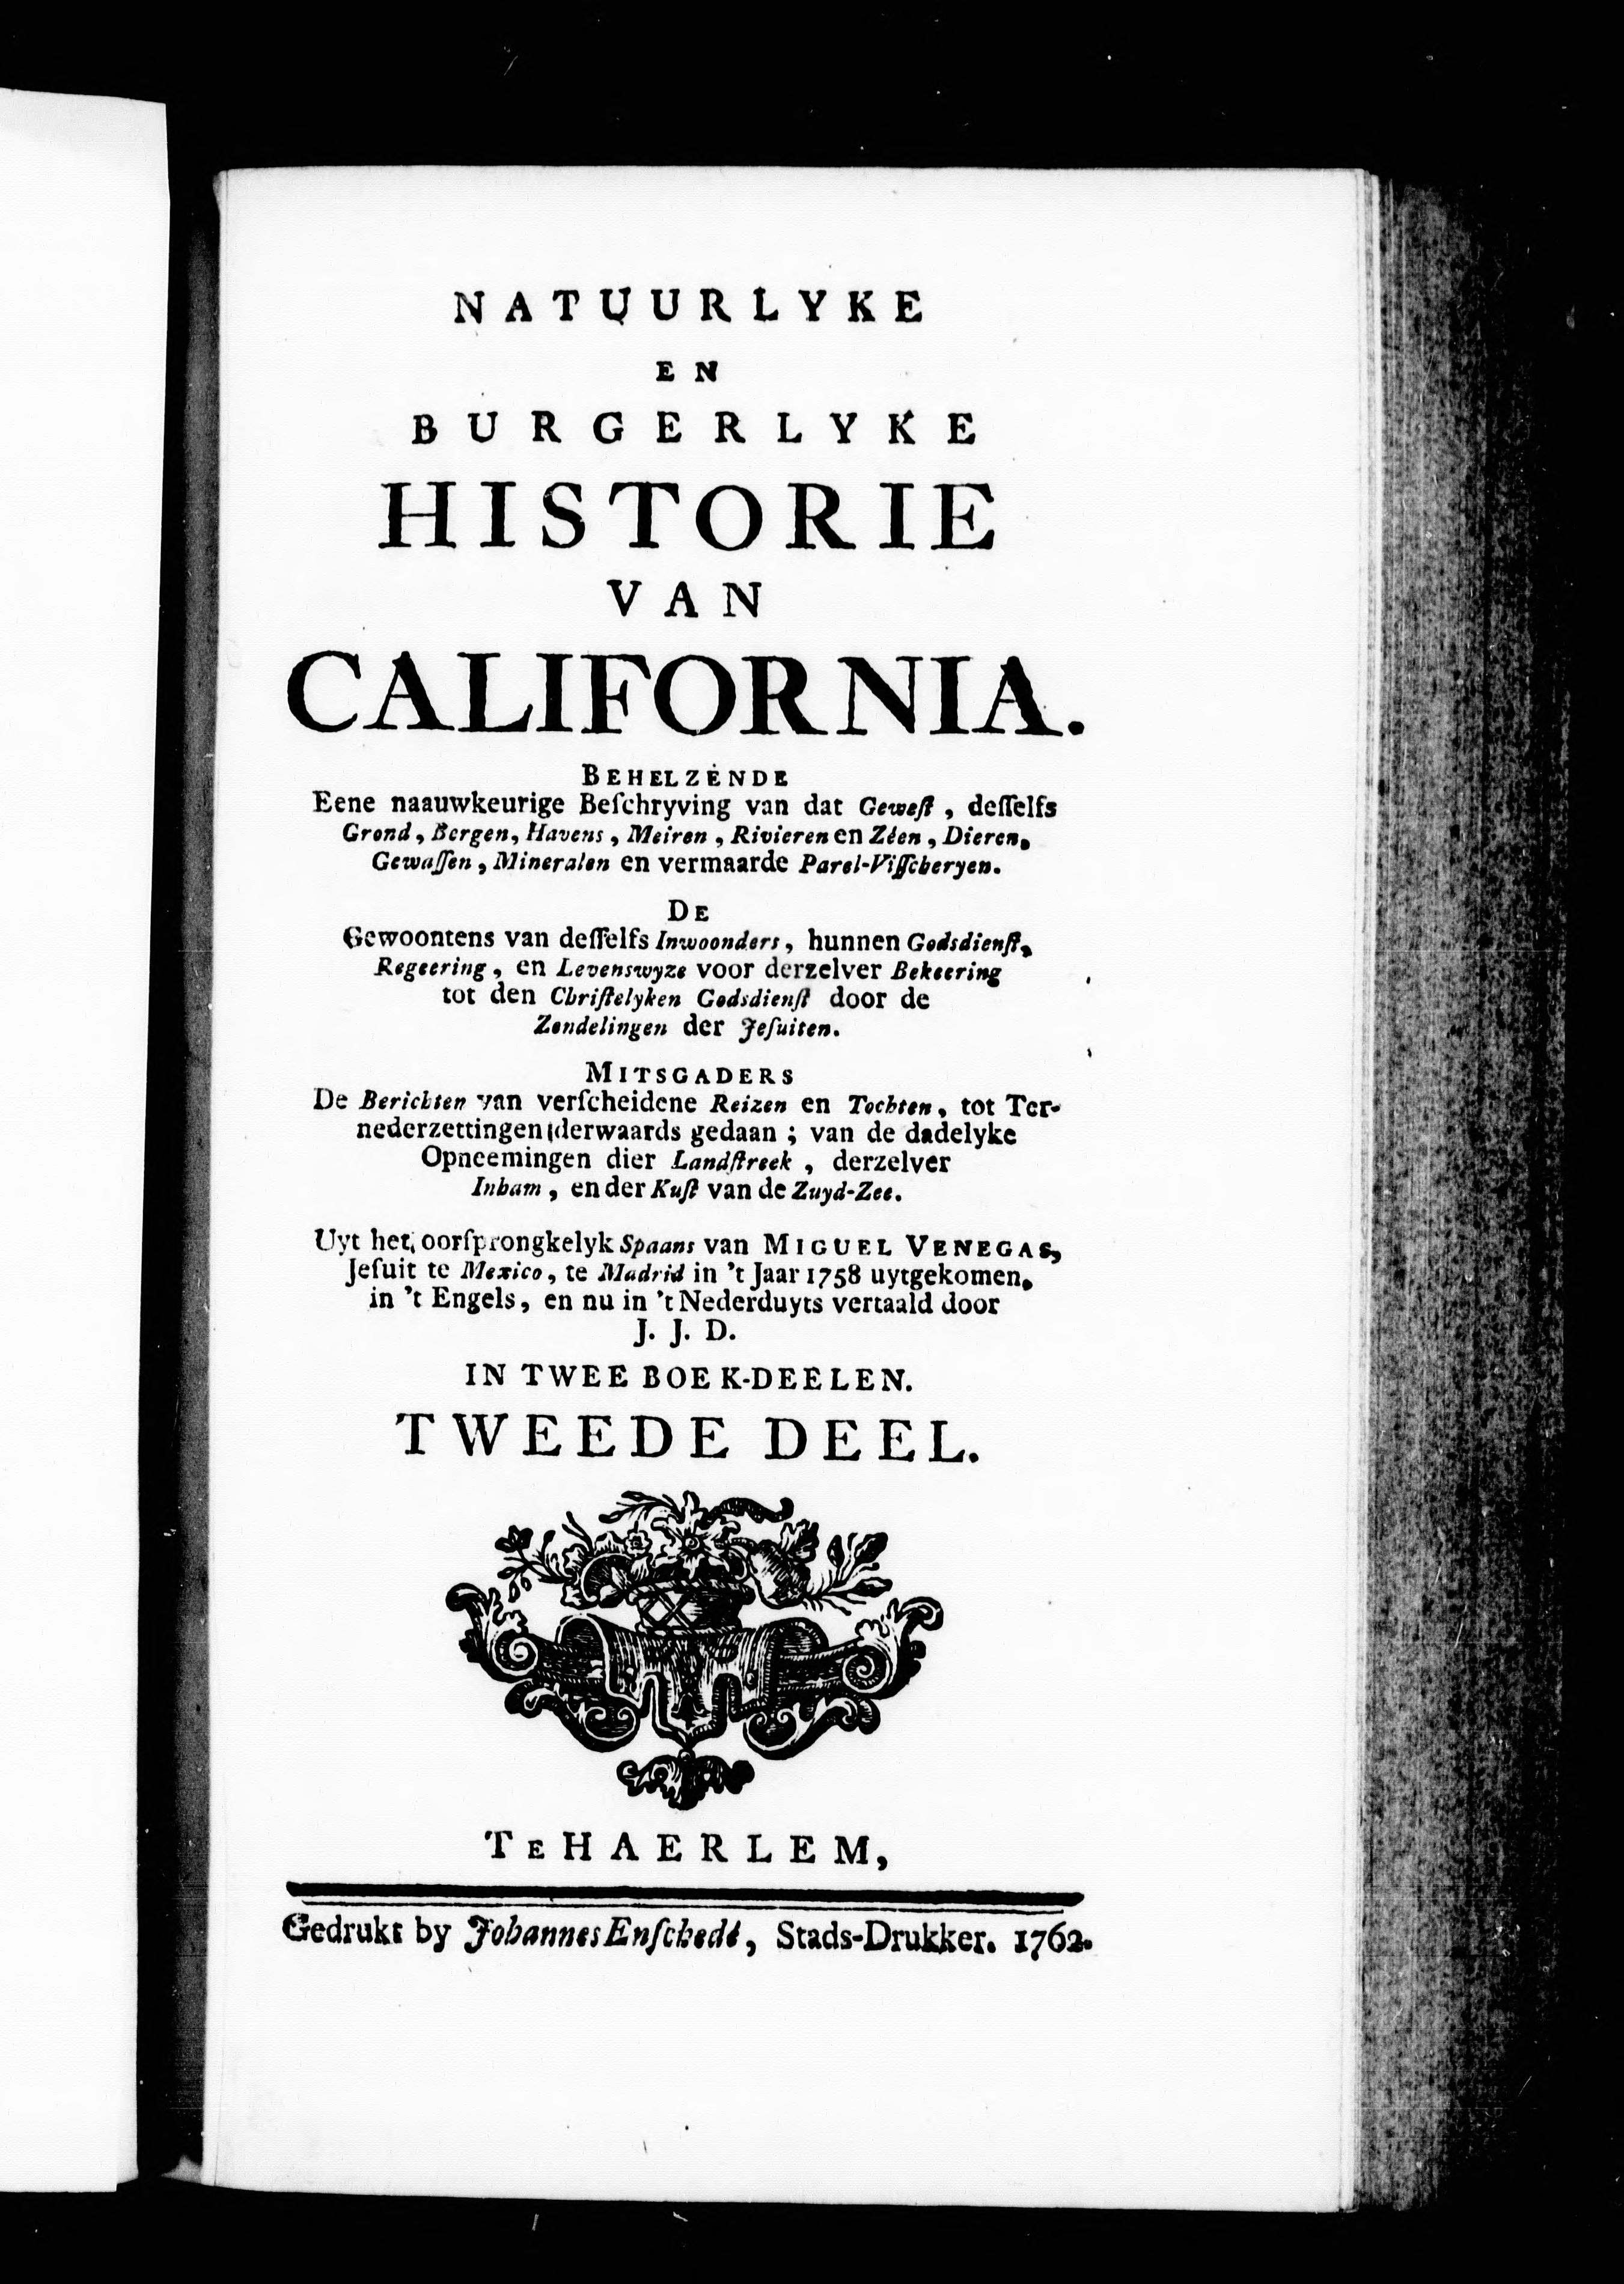 NATUURLYKE
EN
BURGERLYKE
HISTORIE
VAN
CALIFORNIA.
BEHELZENDE
Eene naauwkeurige Beſchryving van dat Geweſt, deſſelfs
Grond, Bergen, Havens, Meiren, Rivieren en Zéen, Dieren,
Gewaſſen, Mineralen en vermaarde Parel-Viſſcheryen.
DE
Gewoontens van deſſelfs Inwoonders, hunnen Godsdienſt,
Regeering, en Levenswyze voor derzelver Bekeering
tot den Chriſtelyken Godsdienſt door de
Zendelingen der Jeſuiten.
MITSGADERS
De Berichten van verſcheidene Reizen en Tochten, tot Ter-
nederzettingen derwaards gedaan; van de dadelyke
Opneemingen dier Landſtreek, derzelver
Inham, en der Kuſt van de Zuyd-Zee.
Uyt het oorſprongkelyk Spaans van MIGUEL VENEGAS,
Jeſuit te Mexico, te Madrid in 't Jaar 1758 uytgekomen,
in 't Engels, en nu in 't Nederduyts vertaald door
J. J. D.
IN TWEE BOEK-DEELEN.
TWEEDE DEEL.
TE HAERLEM,
Gedrukt by Johannes Enſchedé, Stads-Drukker. 1762.